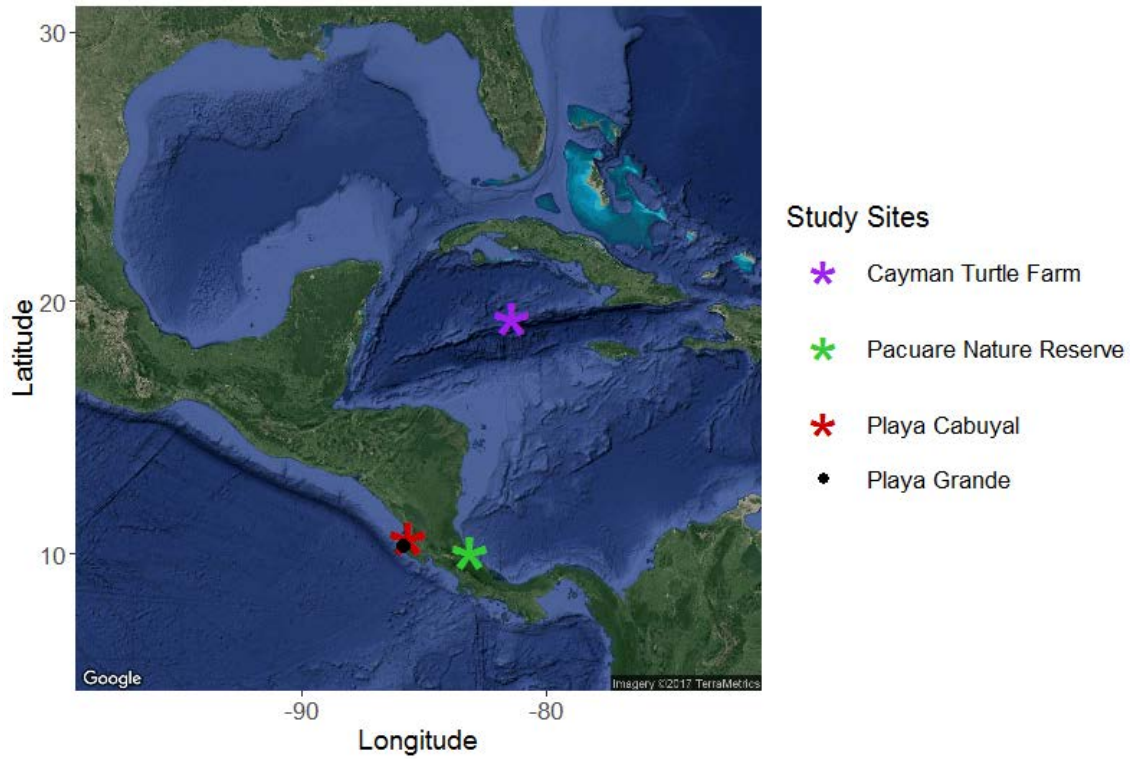 30
20
10
Latitude
-90
-80
Longitude
Google
Imagery ©2017 TerraMetrics
Study Sites
Cayman Turtle Farm
Pacuare Nature Reserve
Playa Cabuyal
Playa Grande